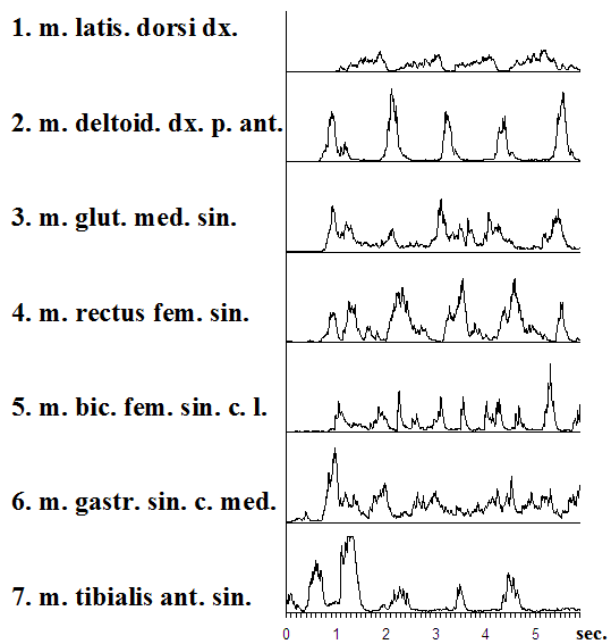 1. m. latis. dorsi dx.
2. m. deltoid. dx. p. ant.
3. m. glut. med. sin.
4. m. rectus fem. sin.
5. m. bic. fem. sin. c. l.
6. m. gastr. sin. c. med.
7. m. tibialis ant. sin.
0 1 2 3 4 5 sec.